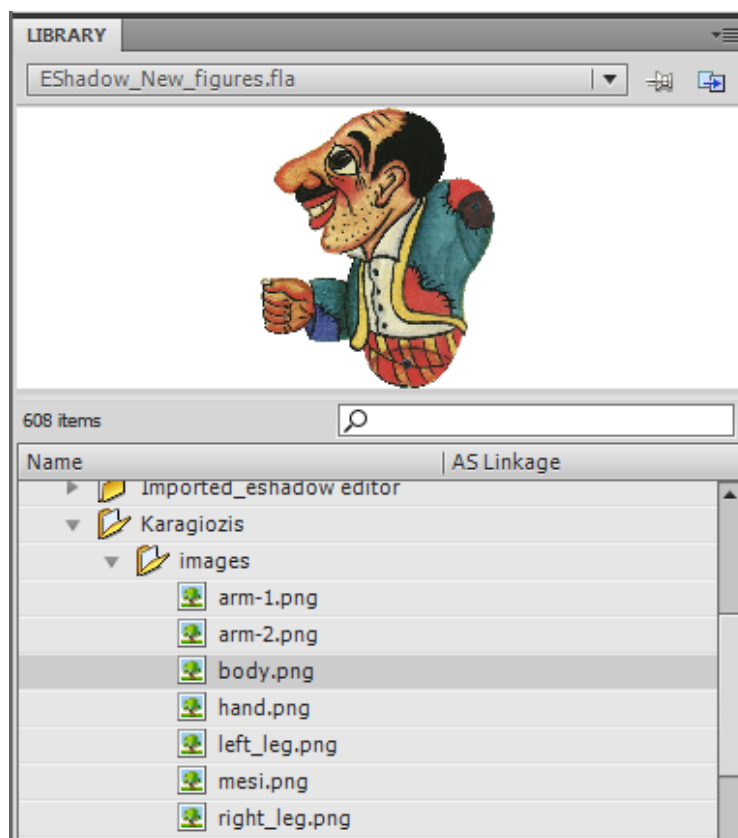 LIBRARY
EShadow_New_figures.fla
608 items
Name AS Linkage
Imported_eshadow editor
Karagiozis
images
arm-1.png
arm-2.png
body.png
hand.png
left_leg.png
mesi.png
right_leg.png